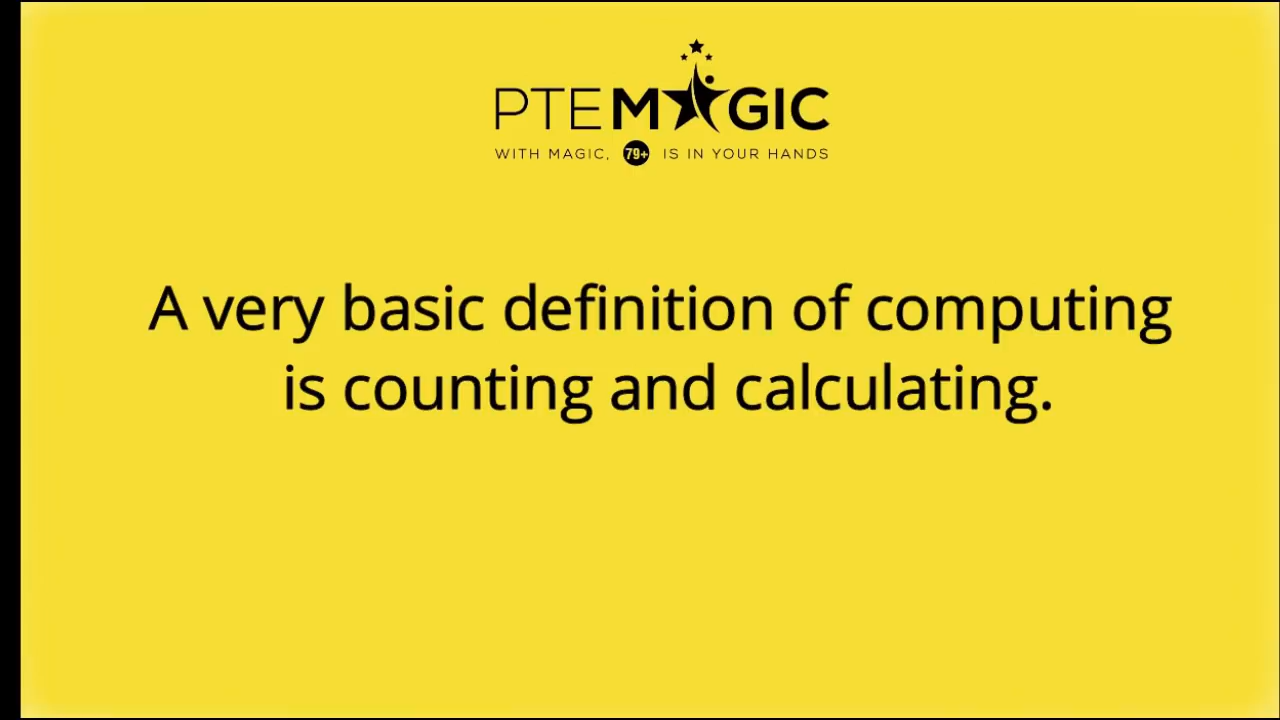 PTEMAGIC
WITH MAGIC, 79+ IS IN YOUR HANDS
A very basic definition of computing
is counting and calculating.